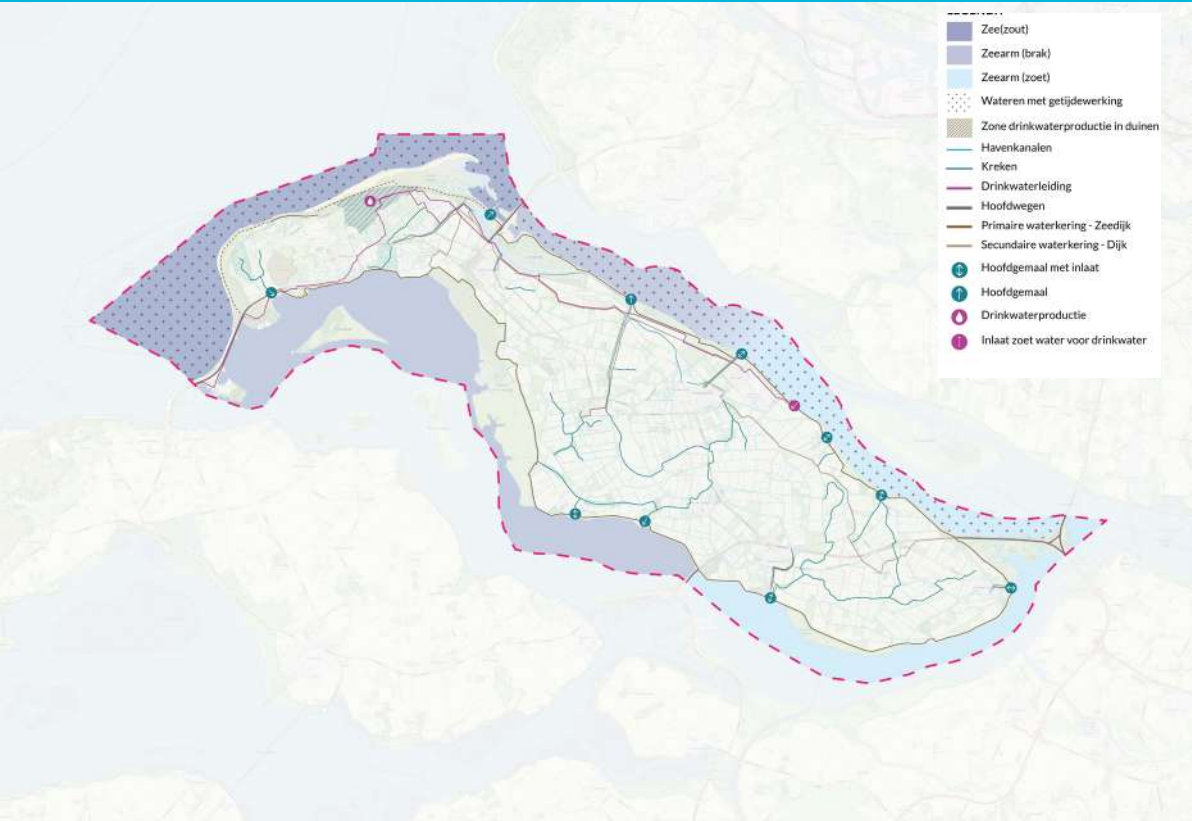 LEGENDA
Zee(zout)
Zeearm (brak)
Zeearm (zoet)
Wateren met getijdewerking
Zone drinkwaterproductie in duinen
Havenkanalen
Kreken
Drinkwaterleiding
Hoofdwegen
Primaire waterkering - Zeedijk
Secundaire waterkering - Dijk
Hoofdgemaal met inlaat
Hoofdgemaal
Drinkwaterproductie
Inlaat zoet water voor drinkwater